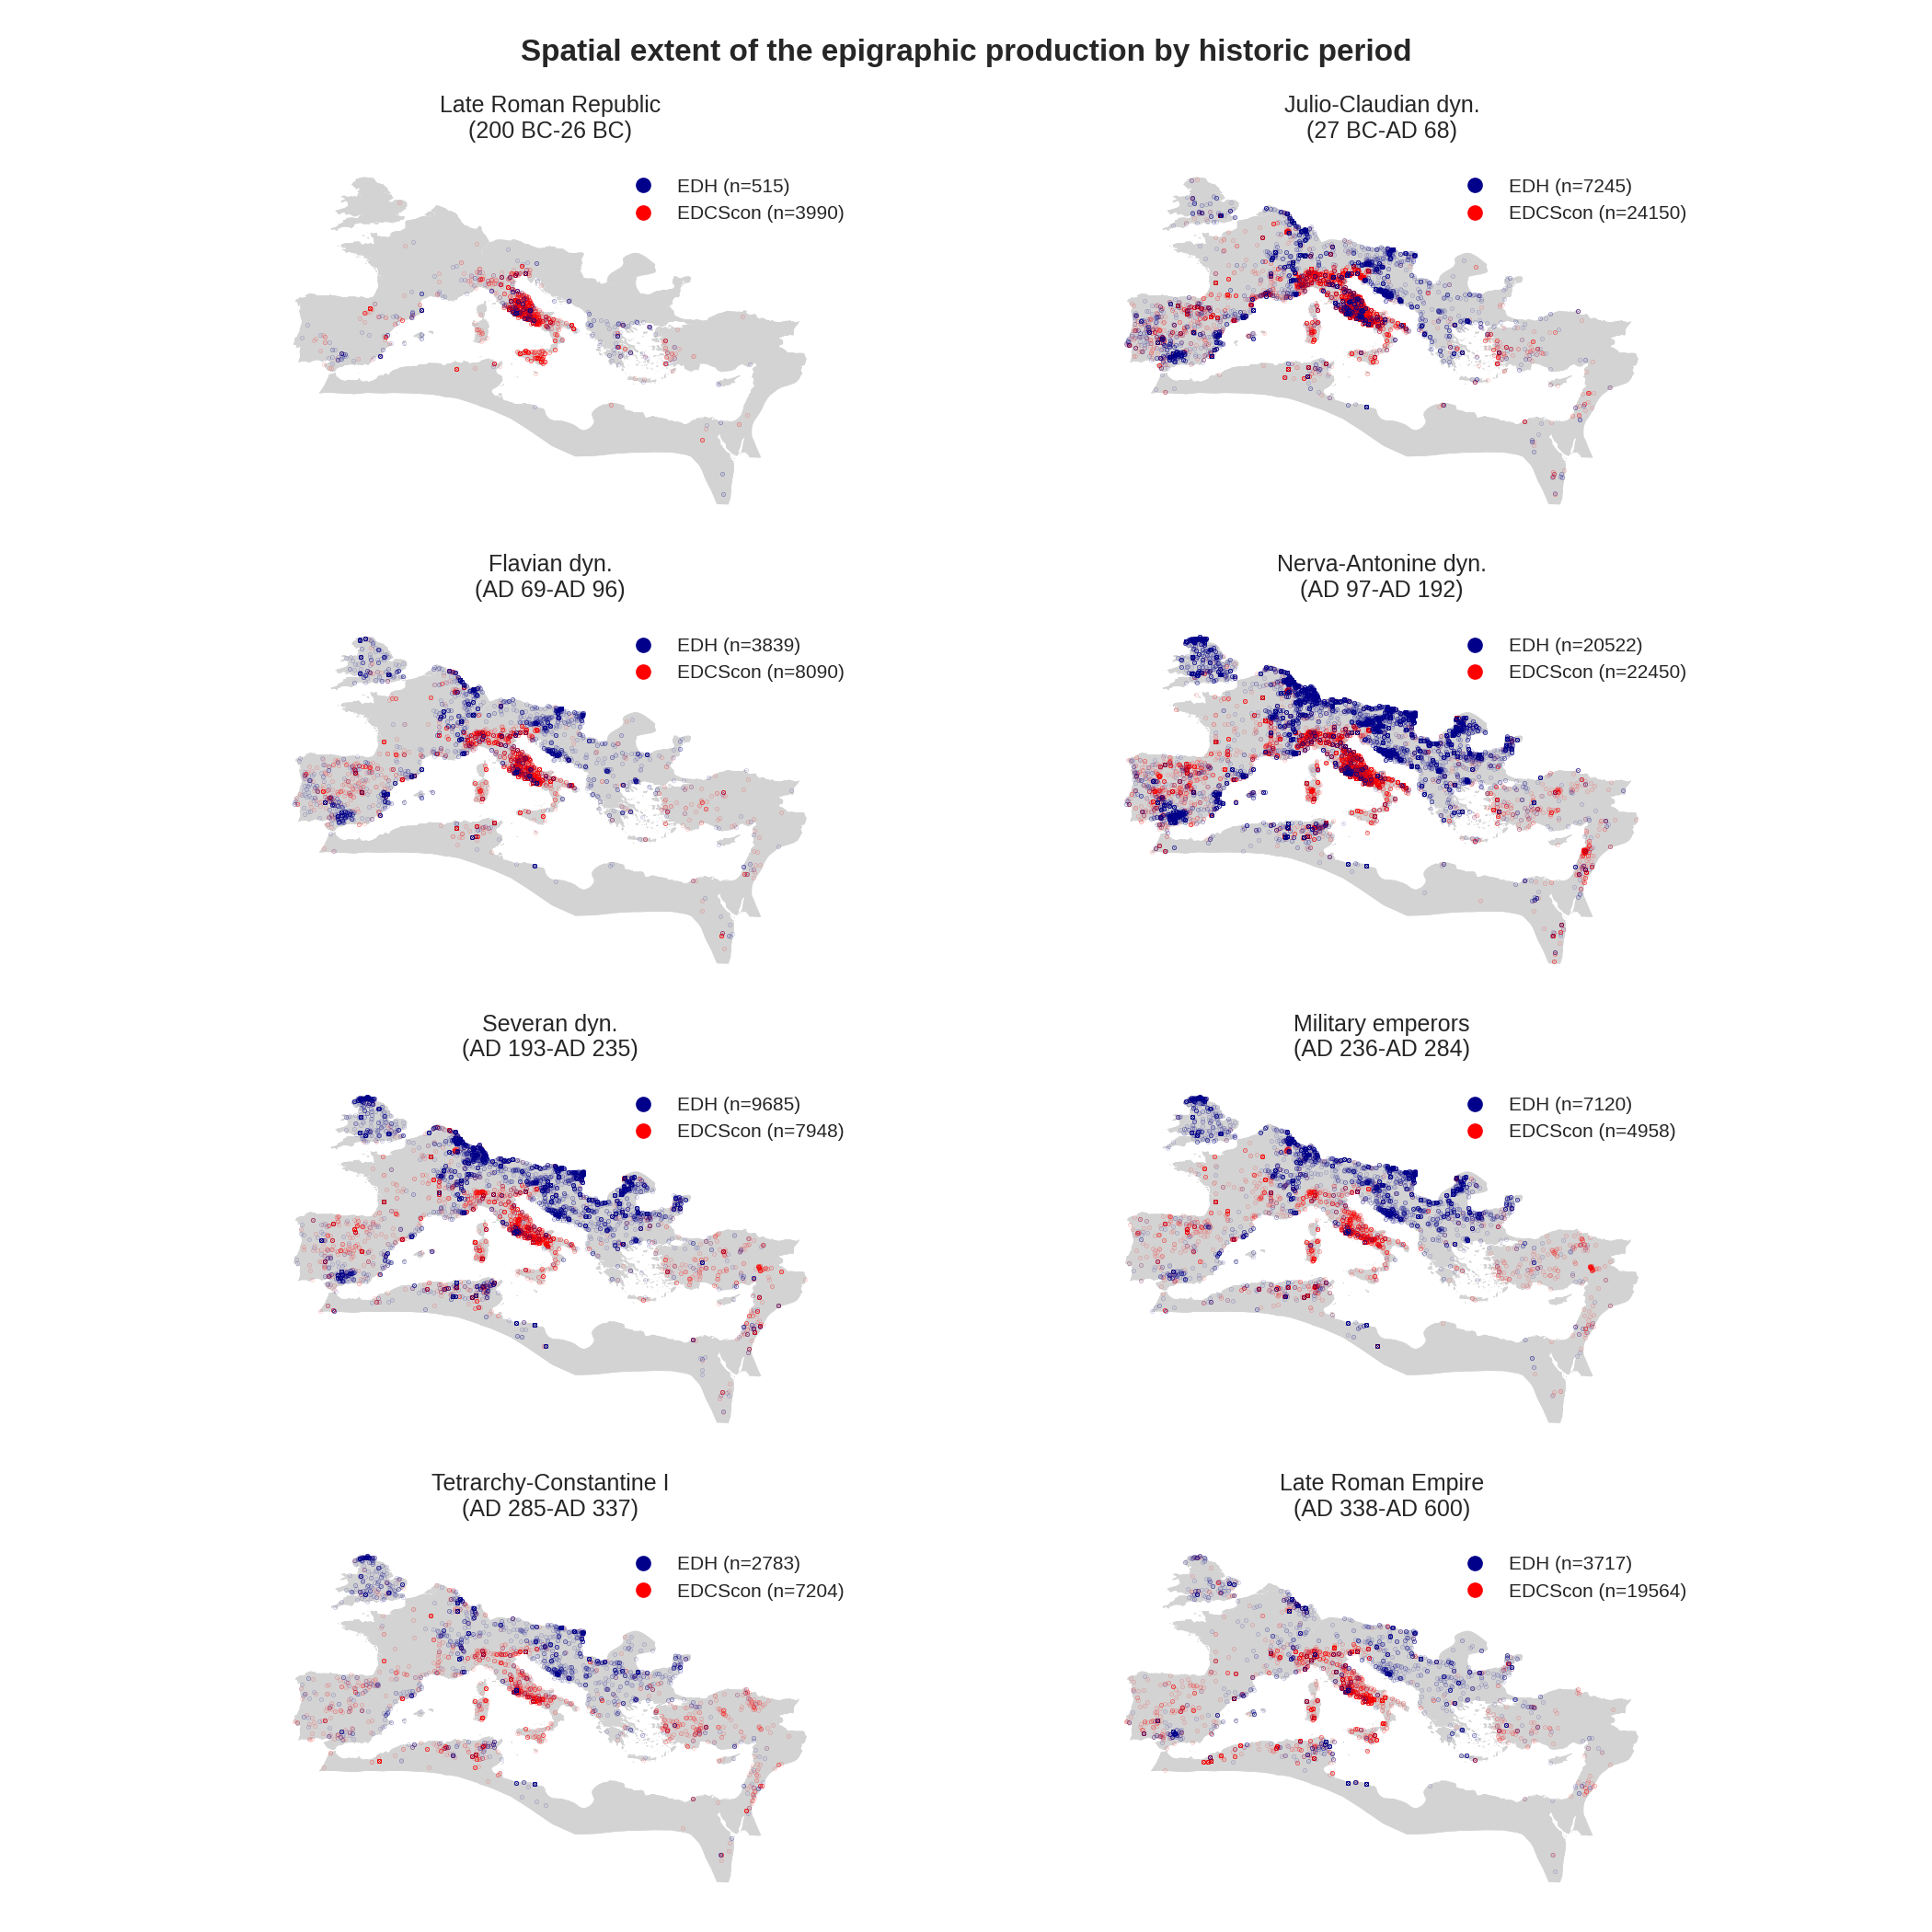 Spatial extent of the epigraphic production by historic period
Late Roman Republic
(200 BC-26 BC)
EDH (n=515)
EDCScon (n=3990)
Julio-Claudian dyn.
(27 BC-AD 68)
EDH (n=7245)
EDCScon (n=24150)
Flavian dyn.
(AD 69-AD 96)
EDH (n=3839)
EDCScon (n=8090)
Nerva-Antonine dyn.
(AD 97-AD 192)
EDH (n=20522)
EDCScon (n=22450)
Severan dyn.
(AD 193-AD 235)
EDH (n=9685)
EDCScon (n=7948)
Military emperors
(AD 236-AD 284)
EDH (n=7120)
EDCScon (n=4958)
Tetrarchy-Constantine I
(AD 285-AD 337)
EDH (n=2783)
EDCScon (n=7204)
Late Roman Empire
(AD 338-AD 600)
EDH (n=3717)
EDCScon (n=19564)